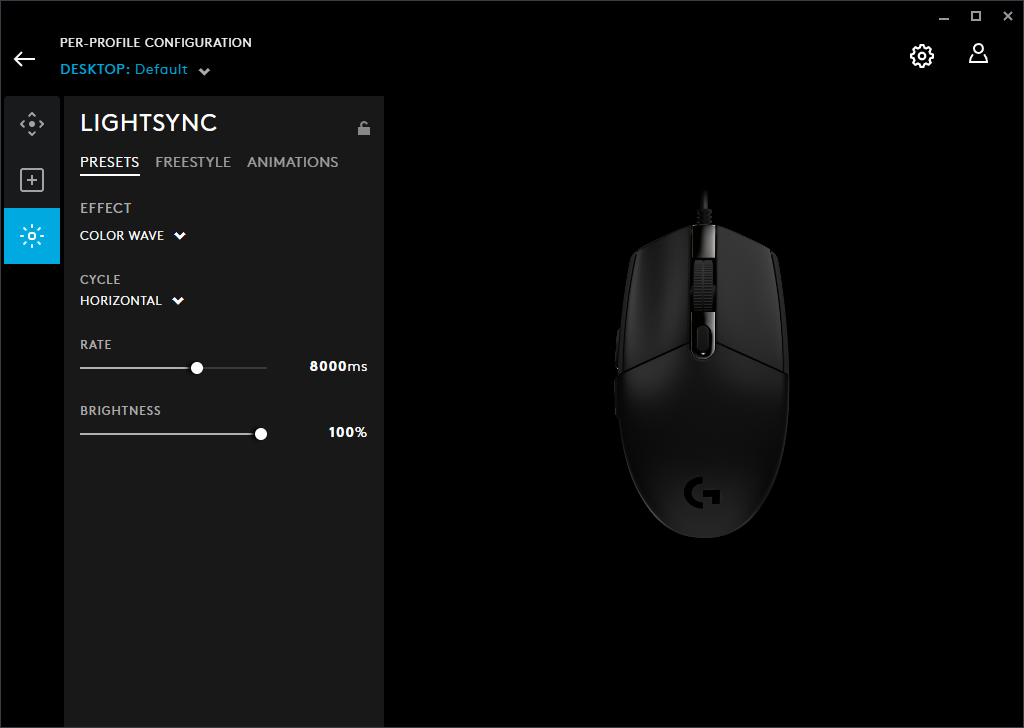 PER-PROFILE CONFIGURATION
DESKTOP: Default
LIGHTSYNC
PRESETS FREESTYLE ANIMATIONS
EFFECT
COLOR WAVE
CYCLE
HORIZONTAL
RATE
8000ms
BRIGHTNESS
100%